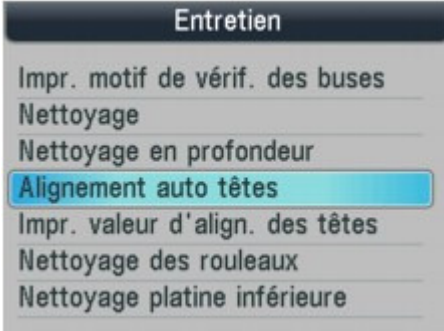 Entretien
Impr. motif de vérif. des buses
Nettoyage
Nettoyage en profondeur
Alignement auto têtes
Impr. valeur d'align. des têtes
Nettoyage des rouleaux
Nettoyage platine inférieure